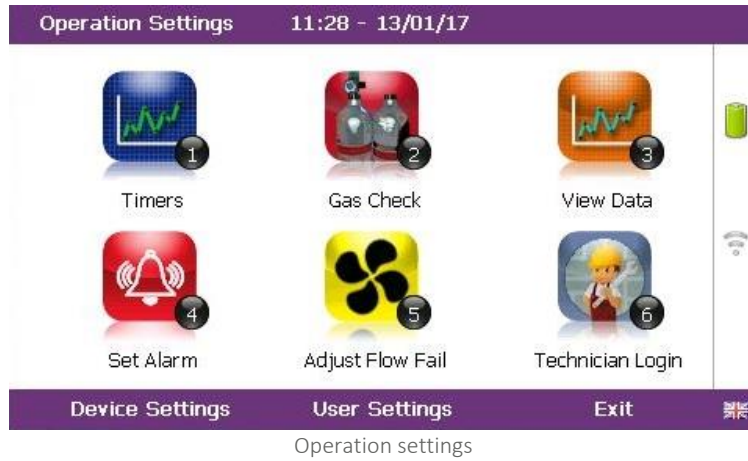 Operation Settings 11:28 - 13/01/17
1 2 3
Timers Gas Check View Data
4 5 6
Set Alarm Adjust Flow Fail Technician Login
Device Settings User Settings Exit
Operation settings